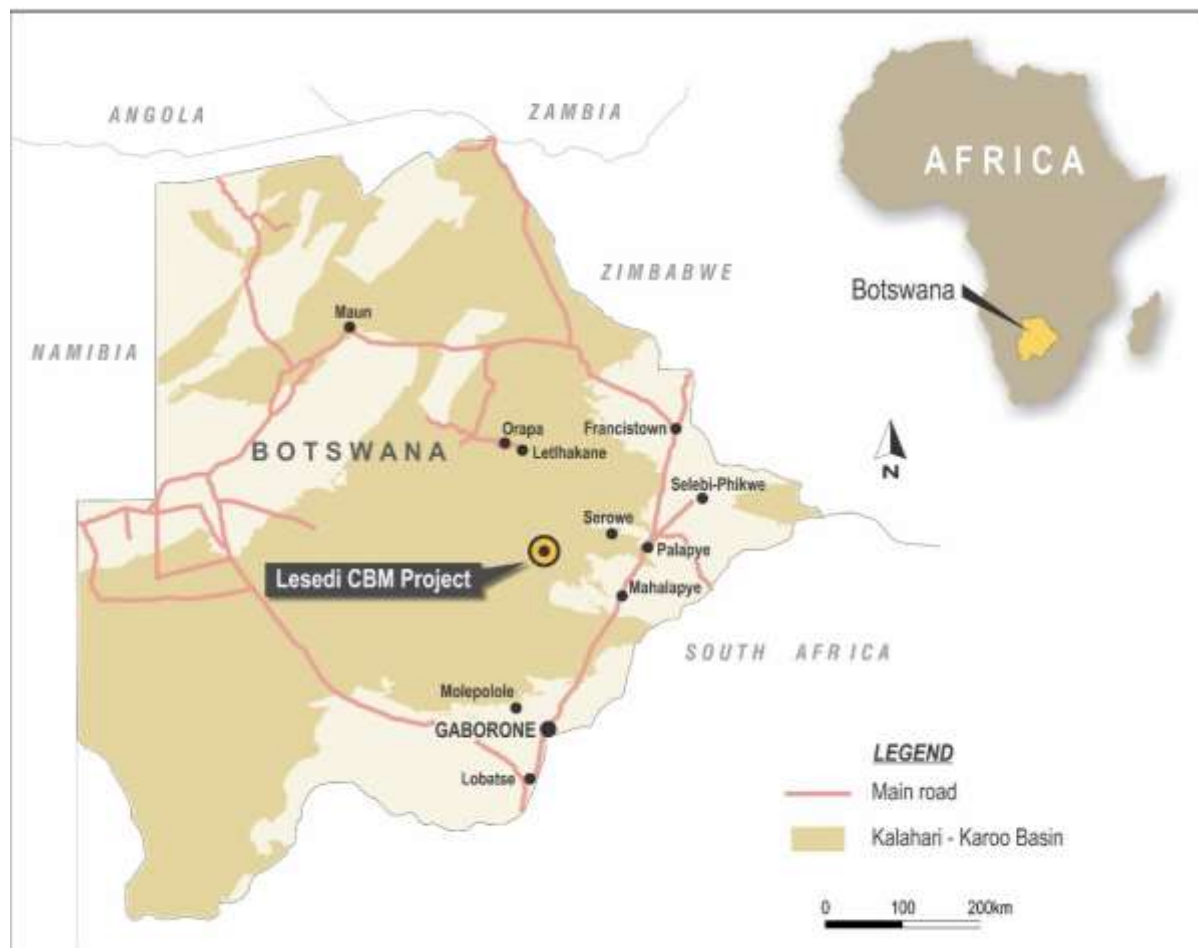 ANGOLA
ZAMBIA
AFRICA
ZIMBABWE
Botswana
Maun
NAMIBIA
Orapa
Francistown
BOTSWANA
Letlhakane
N
Selebi-Phikwe
Serowe
Palapye
Lesedi CBM Project
Mahalapye
SOUTH AFRICA
Molepolole
GABORONE
LEGEND
Lobatse
Main road
Kalahari - Karoo Basin
0 100 200km